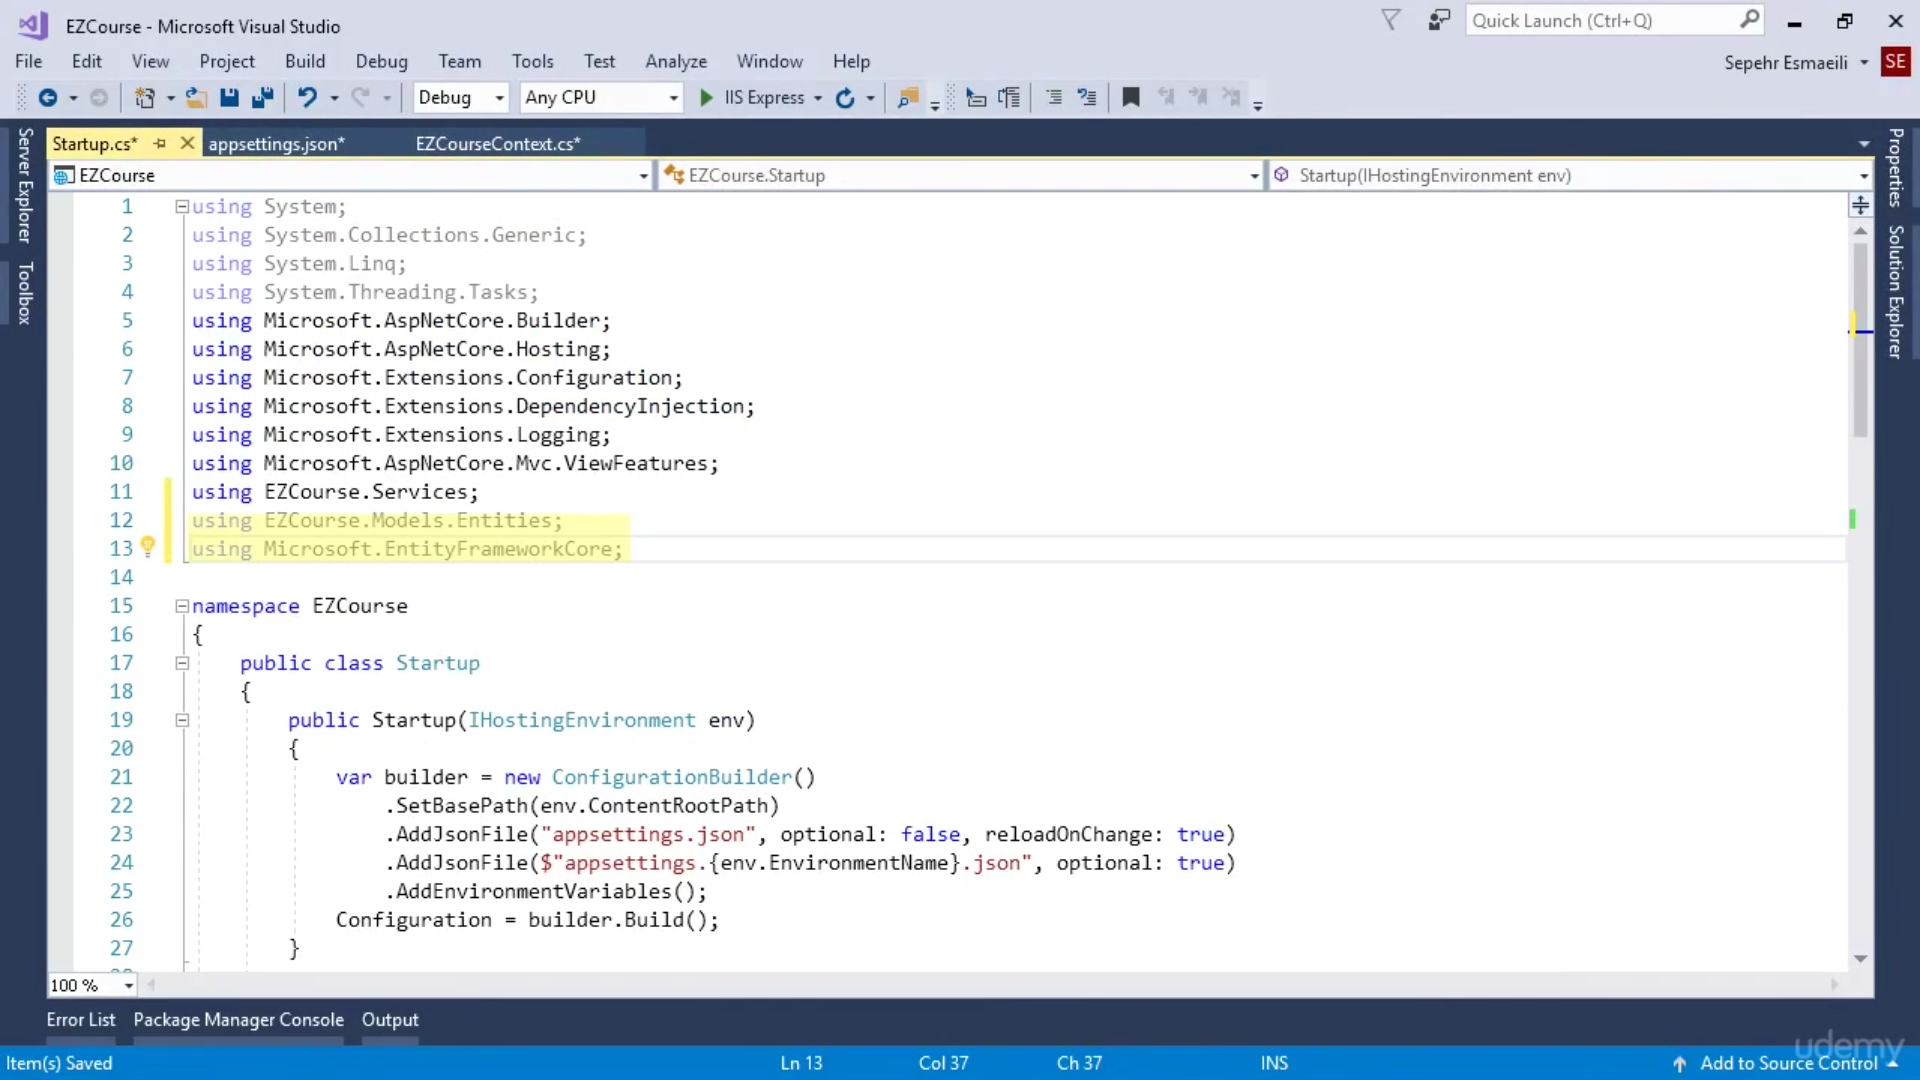 EZCourse - Microsoft Visual Studio
Quick Launch (Ctrl+Q)
File Edit View Project Build Debug Team Tools Test Analyze Window Help
Sepehr Esmaeili SE
Debug Any CPU IIS Express
Server Explorer
Toolbox
Startup.cs* appsettings.json* EZCourseContext.cs*
EZCourse EZCourse.Startup Startup(IHostingEnvironment env)
Properties
Solution Explorer
1 using System;
2 using System.Collections.Generic;
3 using System.Linq;
4 using System.Threading.Tasks;
5 using Microsoft.AspNetCore.Builder;
6 using Microsoft.AspNetCore.Hosting;
7 using Microsoft.Extensions.Configuration;
8 using Microsoft.Extensions.DependencyInjection;
9 using Microsoft.Extensions.Logging;
10 using Microsoft.AspNetCore.Mvc.ViewFeatures;
11 using EZCourse.Services;
12 using EZCourse.Models.Entities;
13 using Microsoft.EntityFrameworkCore;
14
15 namespace EZCourse
16 {
17 public class Startup
18 {
19 public Startup(IHostingEnvironment env)
20 {
21 var builder = new ConfigurationBuilder()
22 .SetBasePath(env.ContentRootPath)
23 .AddJsonFile("appsettings.json", optional: false, reloadOnChange: true)
24 .AddJsonFile($"appsettings.{env.EnvironmentName}.json", optional: true)
25 .AddEnvironmentVariables();
26 Configuration = builder.Build();
27 }
100 %
Error List Package Manager Console Output
Item(s) Saved Ln 13 Col 37 Ch 37 INS Add to Source Control
udemy